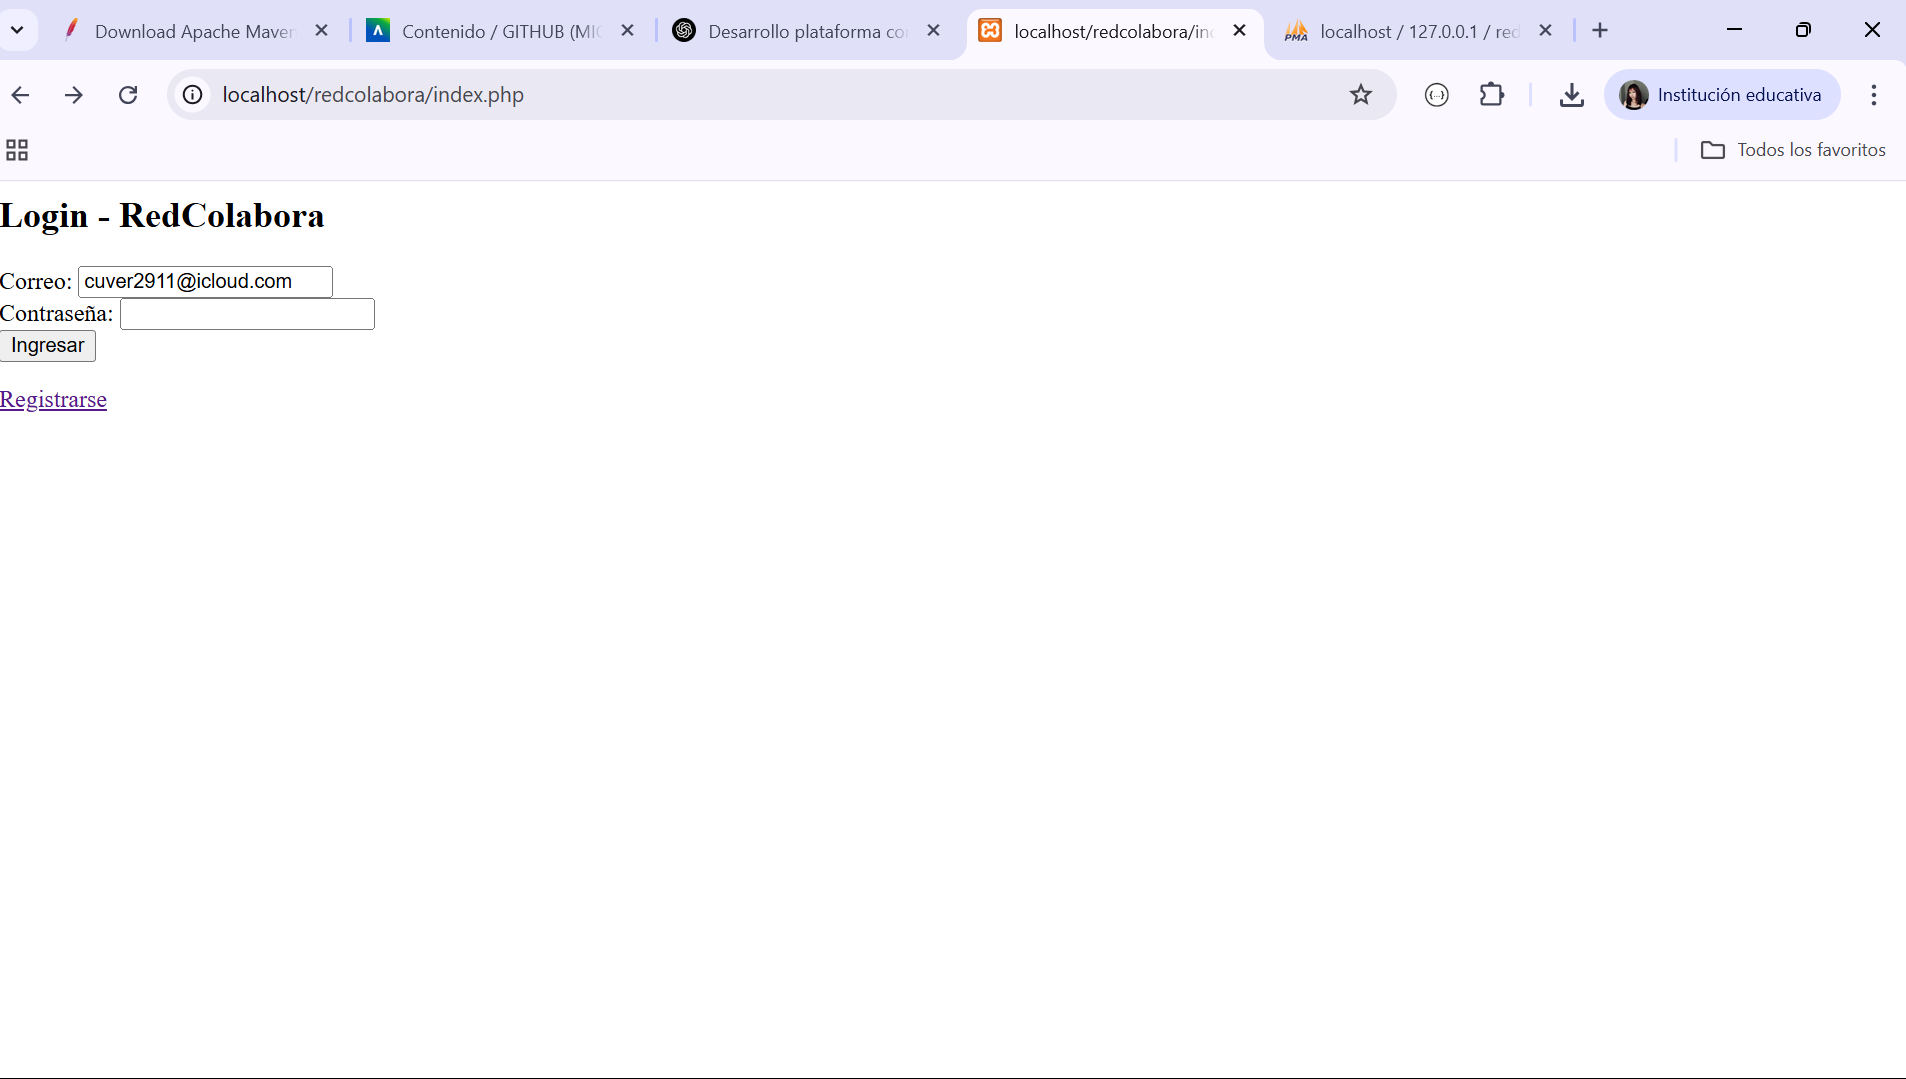 Download Apache Maven
Contenido / GITHUB (MIC
Desarrollo plataforma co
localhost/redcolabora/in
localhost / 127.0.0.1 / red
localhost/redcolabora/index.php
Institución educativa
Todos los favoritos
Login - RedColabora
Correo: cuver2911@icloud.com
Contraseña:
Ingresar
Registrarse